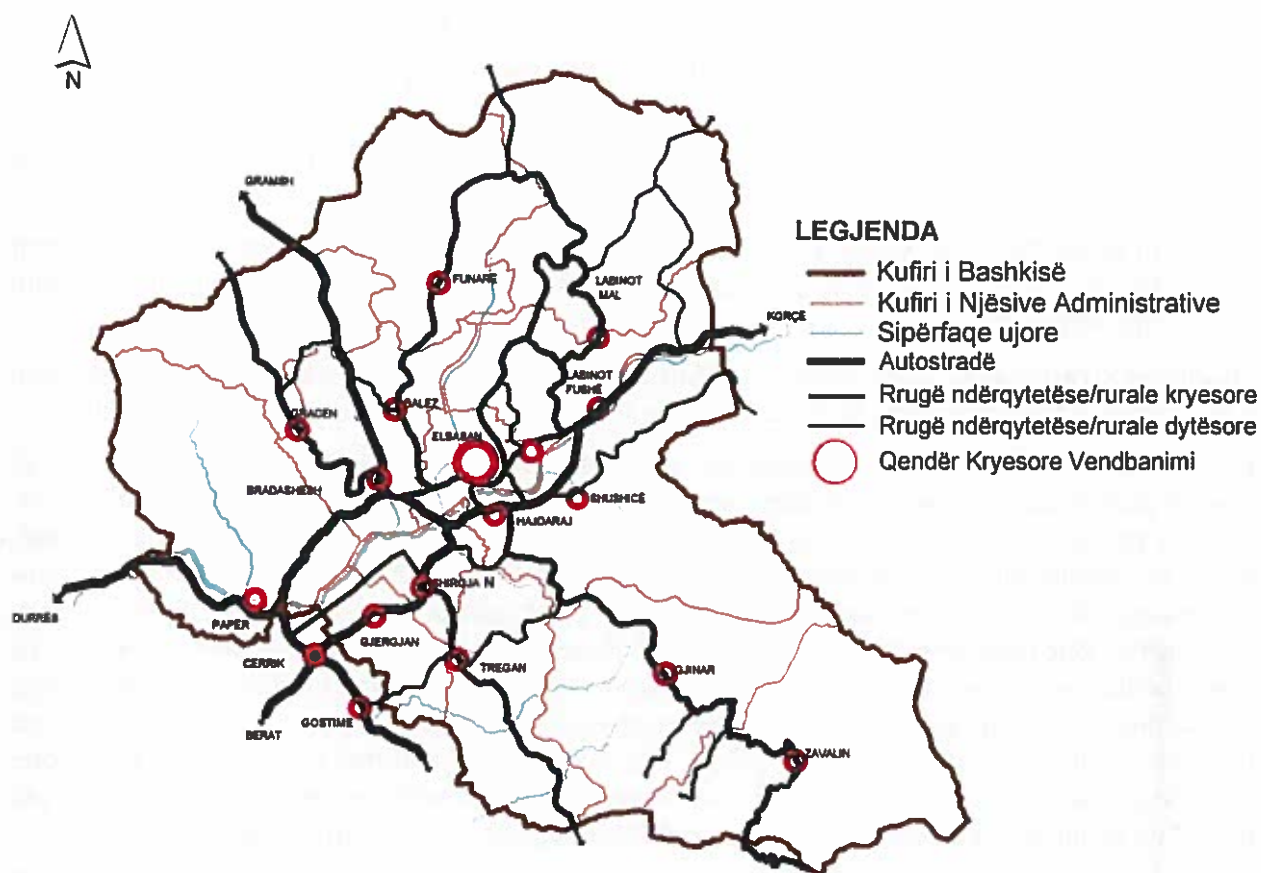 N
GRAMSH
FUNARE
LABINOT
MAL
KORÇË
LABINOT
FUSHË
GRACEN
ELBASAN
BRADASHESH
SHUSHICË
HAJDARAJ
SHIRGJAN
DURRËS
PAPËR
GJERGJAN
CERRIK
TREGAN
GJINAR
GOSTIME
BERAT
ZAVALIN
LEGJENDA
Kufiri i Bashkisë
Kufiri i Njësive Administrative
Sipërfaqe ujore
Autostradë
Rrugë ndërqytetëse/rurale kryesore
Rrugë ndërqytetëse/rurale dytësore
Qendër Kryesore Vendbanimi